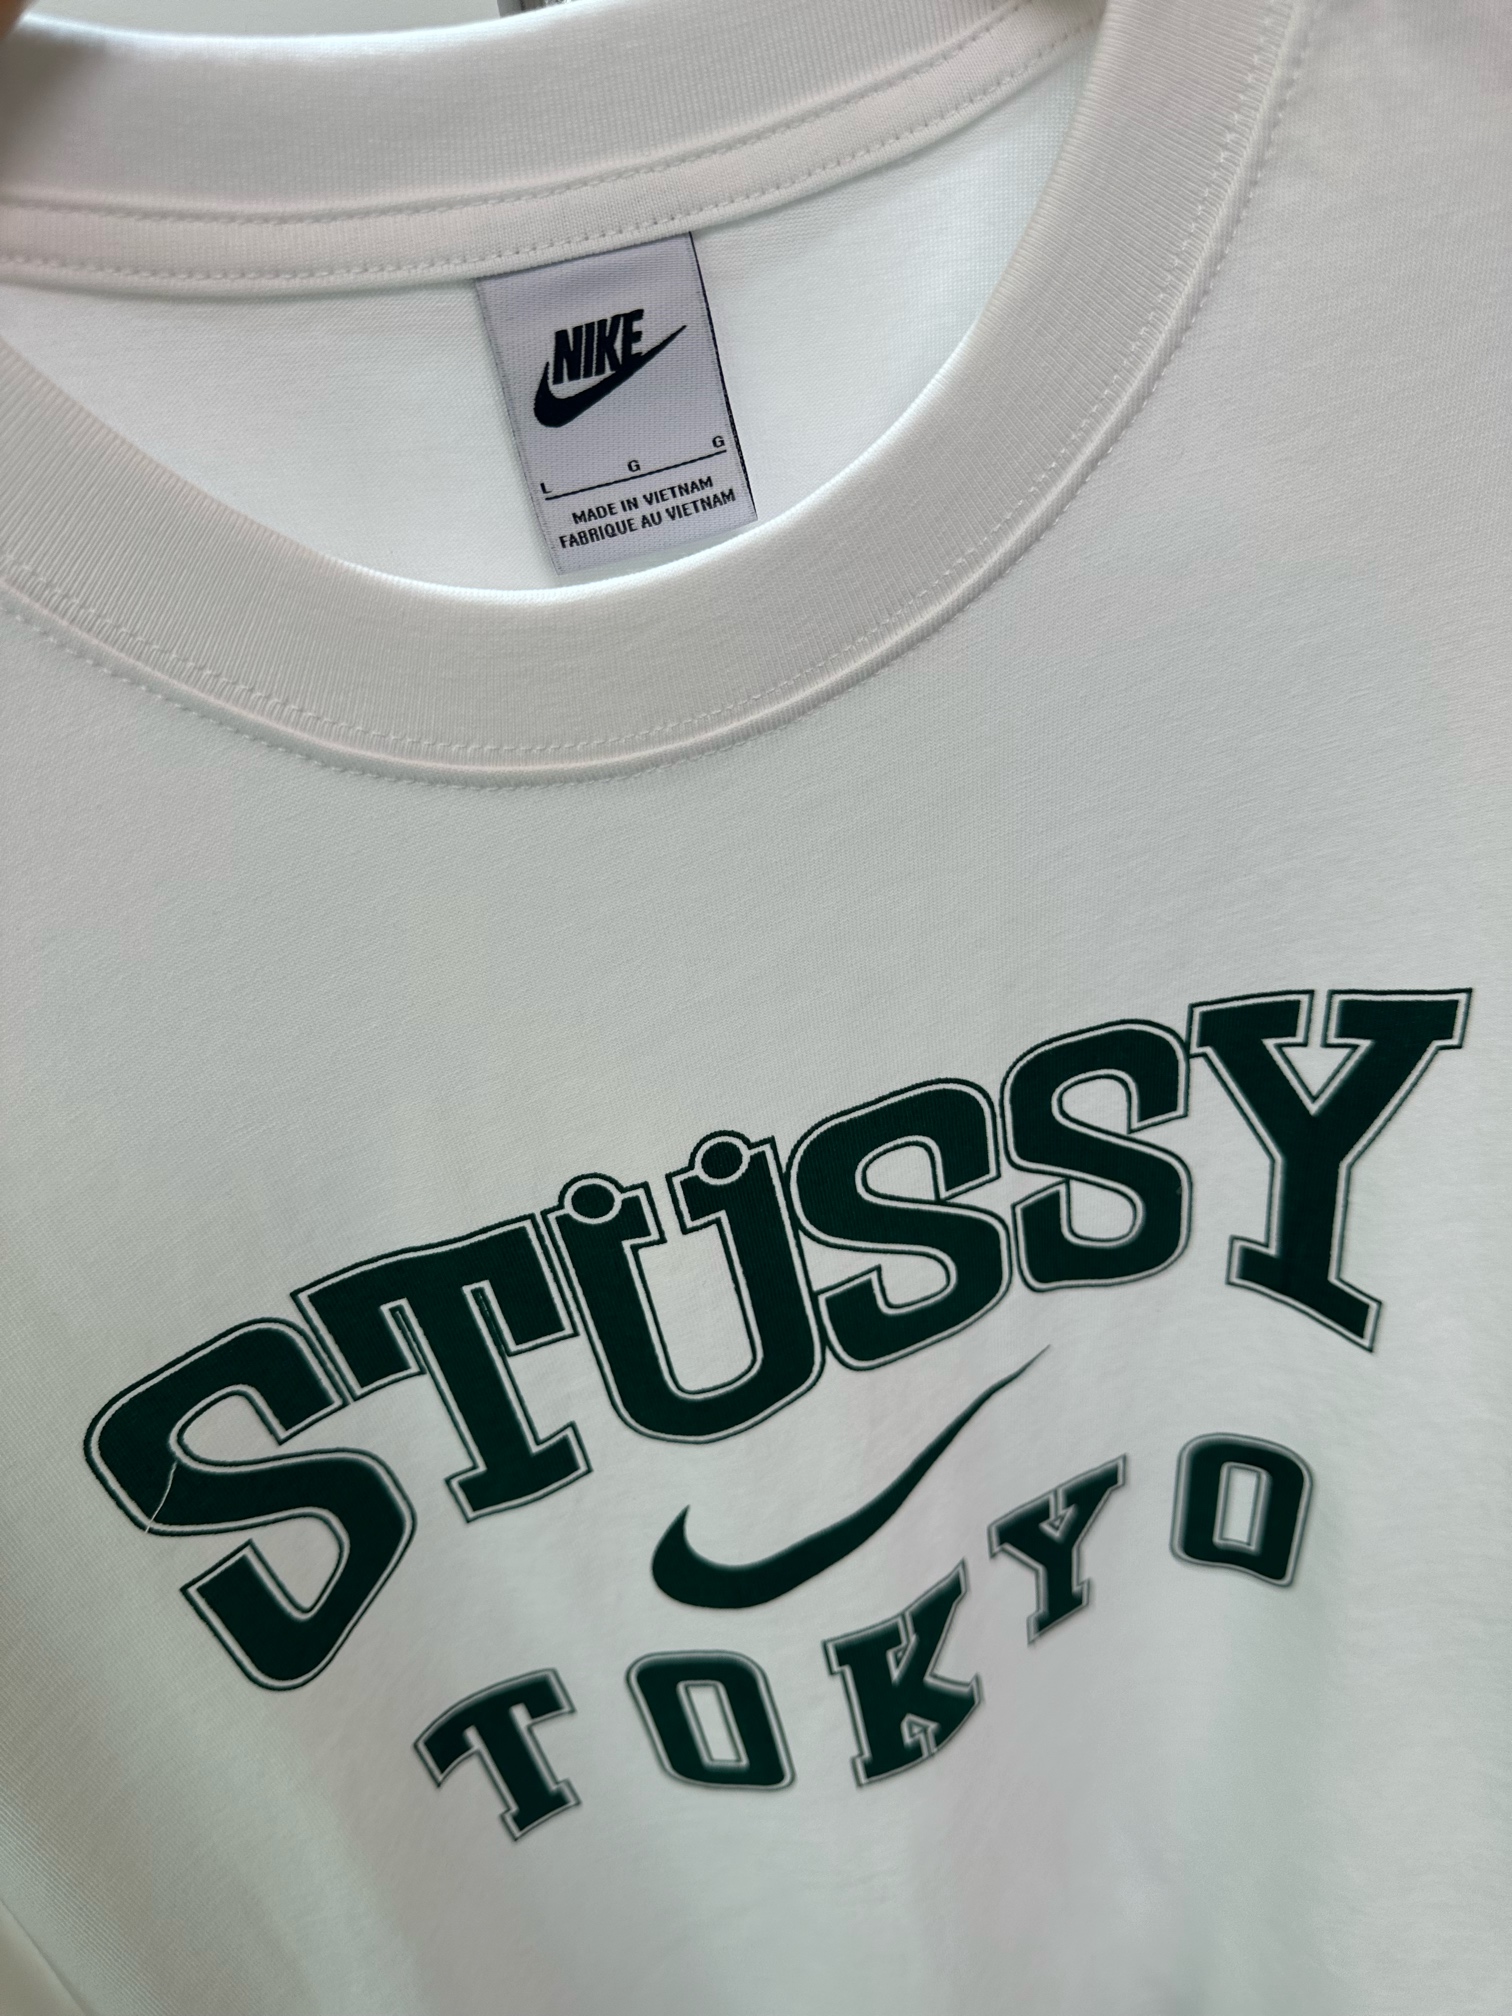 NIKE
L G G
MADE IN VIETNAM
FABRIQUE AU VIETNAM
STÜSSY
TOKYO